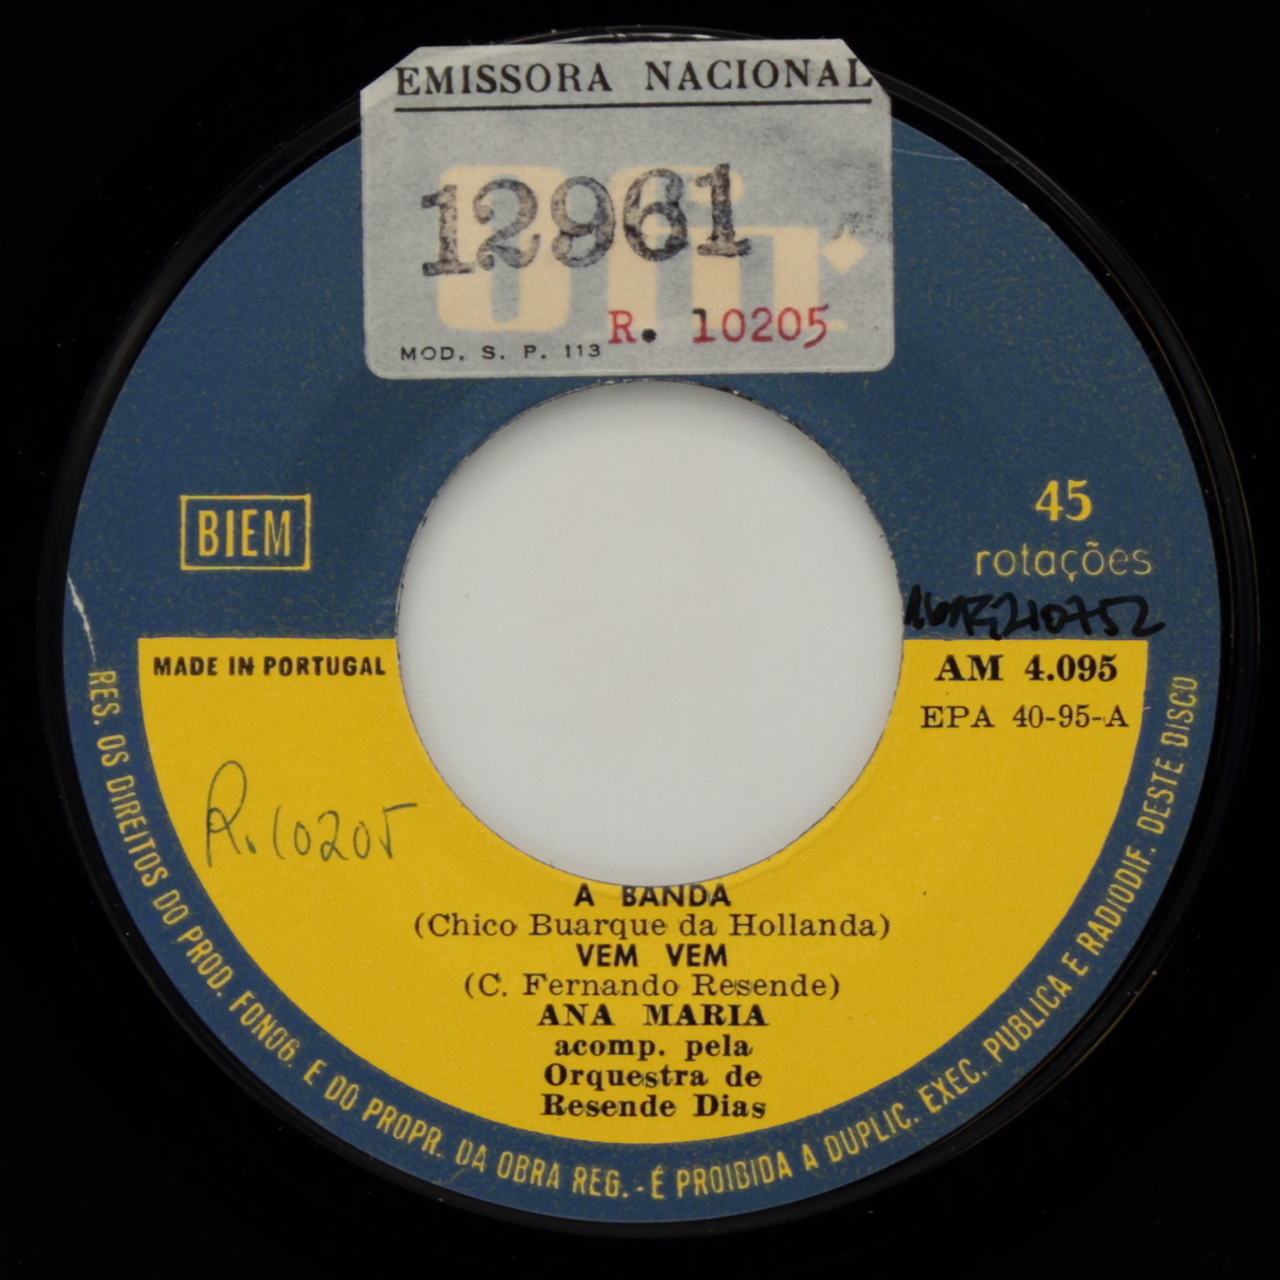 EMISSORA NACIONAL
12961
R. 10205
MOD. S. P. 113
BIEM
45
rotações
MADE IN PORTUGAL
AM 4.095
EPA 40-95-A
R. 10205
A BANDA
(Chico Buarque da Hollanda)
VEM VEM
(C. Fernando Resende)
ANA MARIA
acomp. pela
Orquestra de
Resende Dias
RES. OS DIREITOS DO PROD. FONOG. E DO PROPR. DA OBRA REG. - É PROIBIDA A DUPLIC. EXEC. PUBLICA E RADIODIF. DESTE DISCO